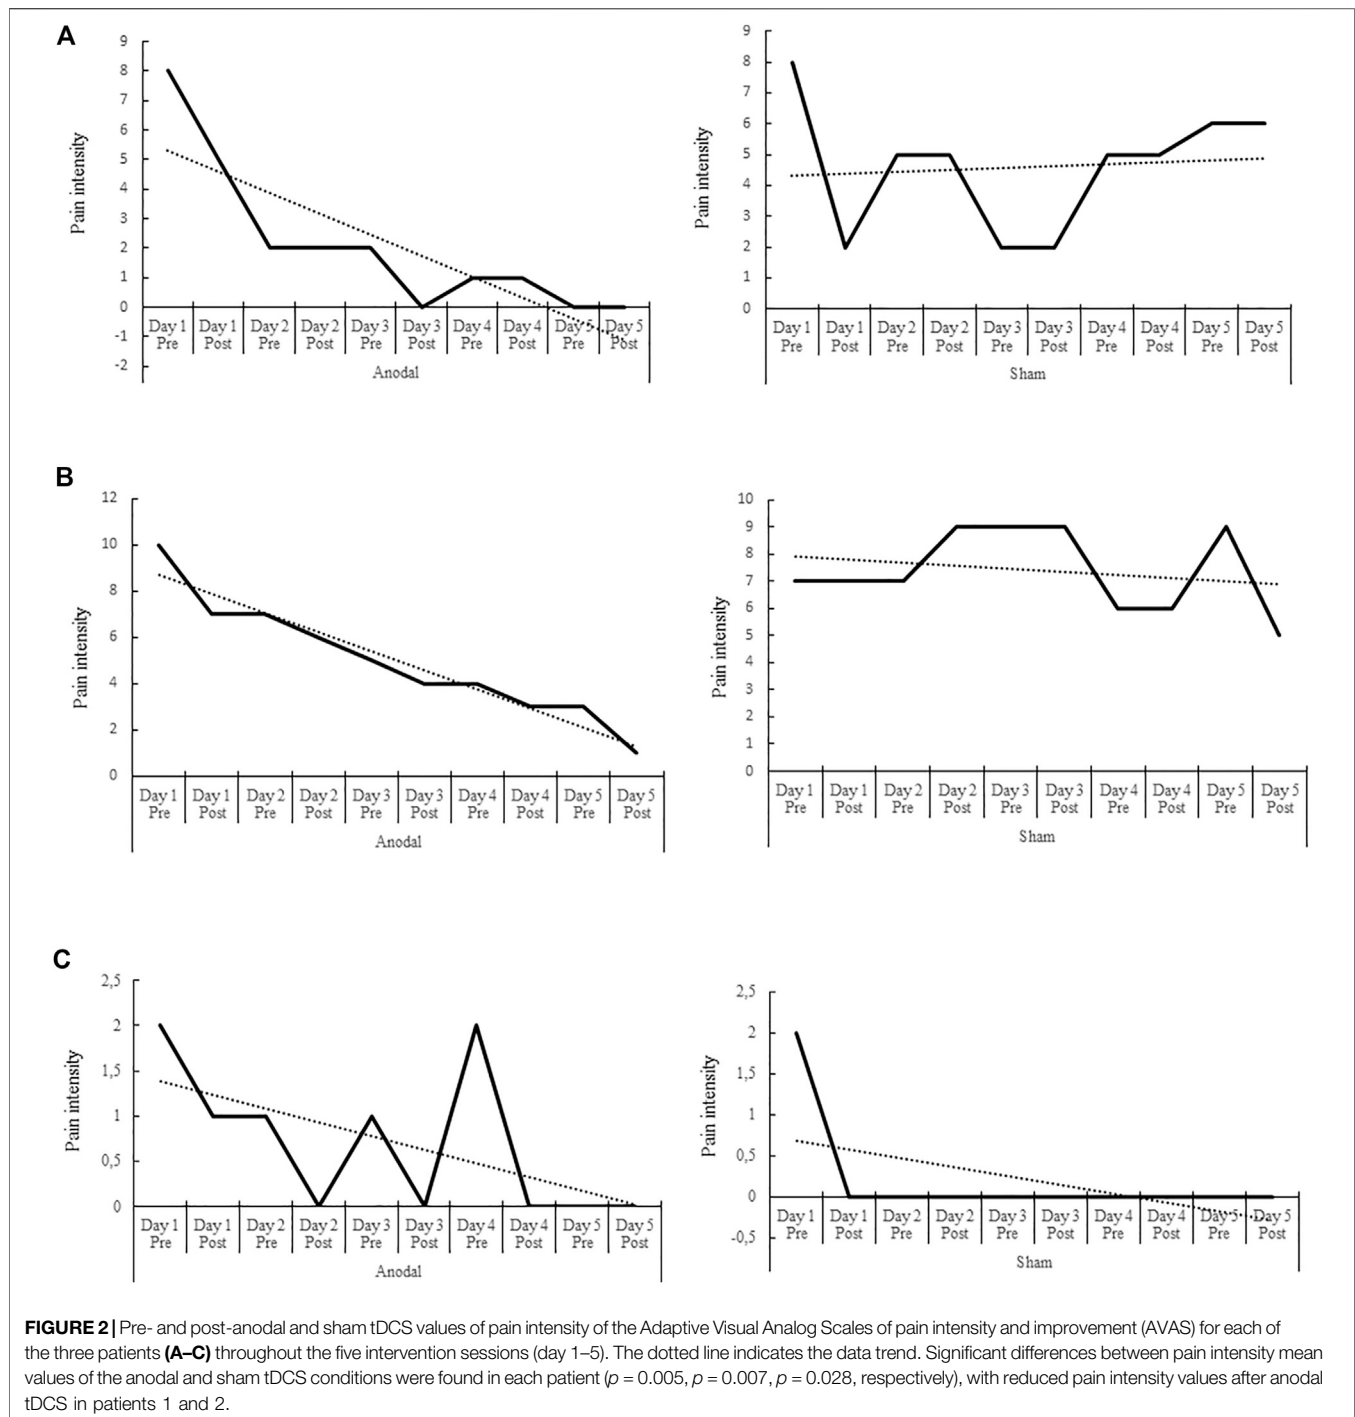 A
9
8
7
6
5
4
3
2
1
0
-1
-2
Pain intensity
Day 1 Day 1 Day 2 Day 2 Day 3 Day 3 Day 4 Day 4 Day 5 Day 5
Pre Post Pre Post Pre Post Pre Post Pre Post
Anodal
9
8
7
6
5
4
3
2
1
0
Pain intensity
Day 1 Day 1 Day 2 Day 2 Day 3 Day 3 Day 4 Day 4 Day 5 Day 5
Pre Post Pre Post Pre Post Pre Post Pre Post
Sham
B
12
10
8
6
4
2
0
Pain intensity
Day 1 Day 1 Day 2 Day 2 Day 3 Day 3 Day 4 Day 4 Day 5 Day 5
Pre Post Pre Post Pre Post Pre Post Pre Post
Anodal
10
9
8
7
6
5
4
3
2
1
0
Pain intensity
Day 1 Day 1 Day 2 Day 2 Day 3 Day 3 Day 4 Day 4 Day 5 Day 5
Pre Post Pre Post Pre Post Pre Post Pre Post
Sham
C
2,5
2
1,5
1
0,5
0
Pain intensity
Day 1 Day 1 Day 2 Day 2 Day 3 Day 3 Day 4 Day 4 Day 5 Day 5
Pre Post Pre Post Pre Post Pre Post Pre Post
Anodal
2,5
2
1,5
1
0,5
0
-0,5
Pain intensity
Day 1 Day 1 Day 2 Day 2 Day 3 Day 3 Day 4 Day 4 Day 5 Day 5
Pre Post Pre Post Pre Post Pre Post Pre Post
Sham
FIGURE 2 | Pre- and post-anodal and sham tDCS values of pain intensity of the Adaptive Visual Analog Scales of pain intensity and improvement (AVAS) for each of
the three patients (A–C) throughout the five intervention sessions (day 1–5). The dotted line indicates the data trend. Significant differences between pain intensity mean
values of the anodal and sham tDCS conditions were found in each patient (p = 0.005, p = 0.007, p = 0.028, respectively), with reduced pain intensity values after anodal
tDCS in patients 1 and 2.